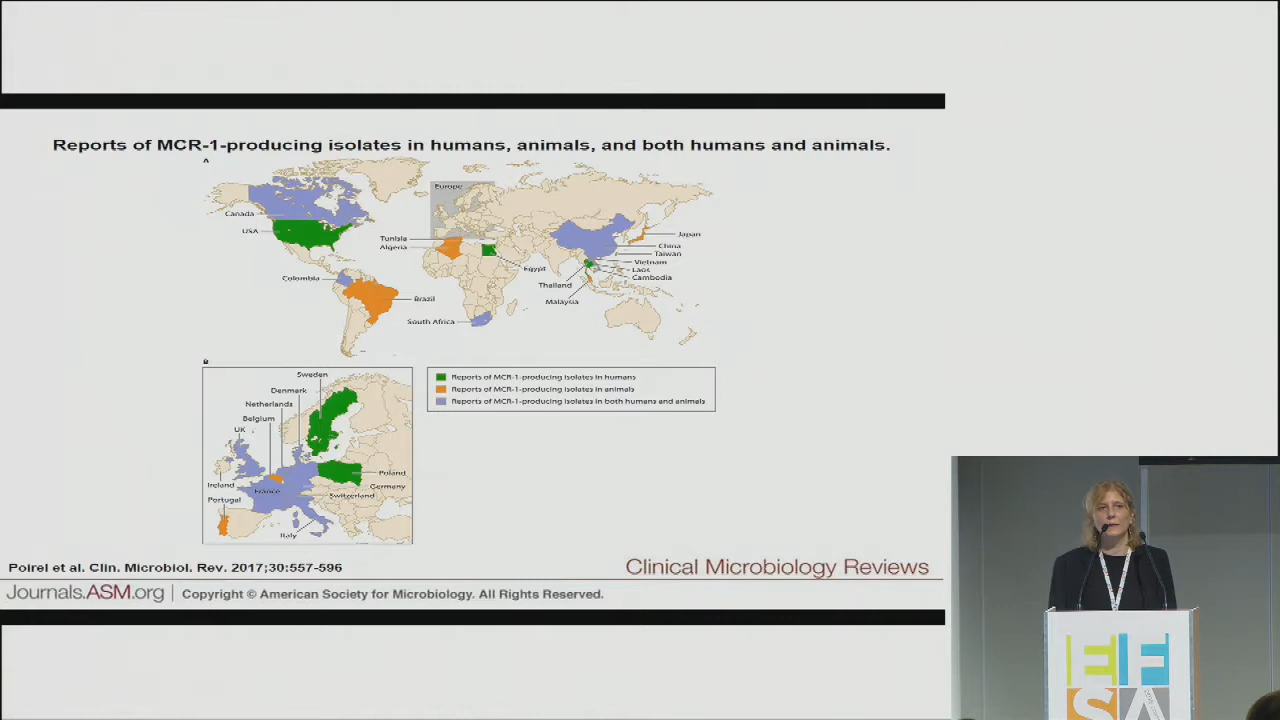 Reports of MCR-1-producing isolates in humans, animals, and both humans and animals.
A
Europe
Canada
USA
Tunisia
Algeria
Japan
China
Taiwan
Vietnam
Laos
Cambodia
Egypt
Colombia
Thailand
Malaysia
Brazil
South Africa
B
Sweden
Denmark
Netherlands
Belgium
UK
Poland
Ireland
France
Germany
Switzerland
Portugal
Italy
Reports of MCR-1-producing isolates in humans
Reports of MCR-1-producing isolates in animals
Reports of MCR-1-producing isolates in both humans and animals
Poirel et al. Clin. Microbiol. Rev. 2017;30:557-596
Clinical Microbiology Reviews
Journals.ASM.org | Copyright © American Society for Microbiology. All Rights Reserved.
EF
SA